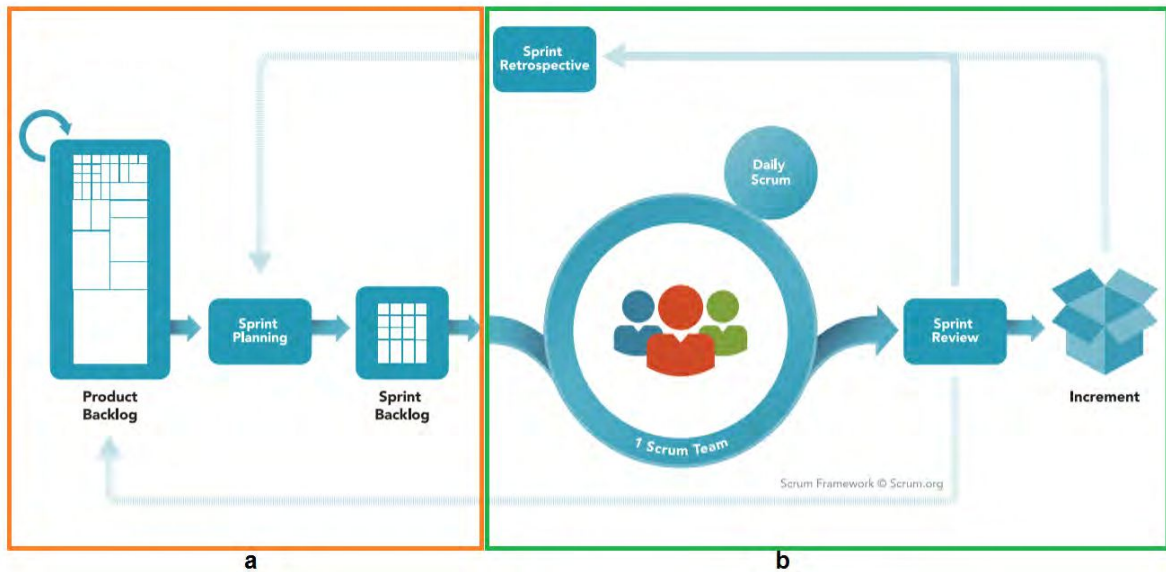 Sprint
Retrospective
Daily
Scrum
Sprint
Planning
Sprint
Review
Product
Backlog
Sprint
Backlog
Increment
1 Scrum Team
Scrum Framework © Scrum.org
a
b